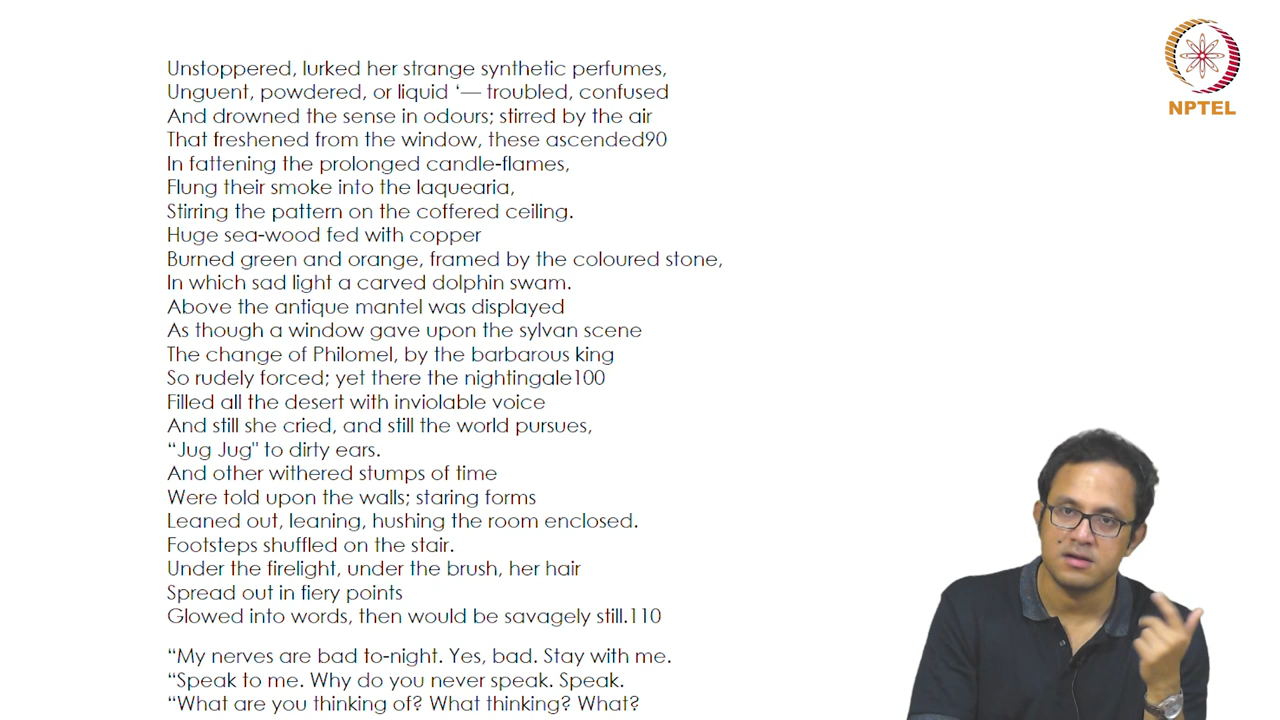 Unstoppered, lurked her strange synthetic perfumes,
Unguent, powdered, or liquid ‘— troubled, confused
And drowned the sense in odours; stirred by the air
That freshened from the window, these ascended90
In fattening the prolonged candle-flames,
Flung their smoke into the laquearia,
Stirring the pattern on the coffered ceiling.
Huge sea-wood fed with copper
Burned green and orange, framed by the coloured stone,
In which sad light a carved dolphin swam.
Above the antique mantel was displayed
As though a window gave upon the sylvan scene
The change of Philomel, by the barbarous king
So rudely forced; yet there the nightingale100
Filled all the desert with inviolable voice
And still she cried, and still the world pursues,
“Jug Jug" to dirty ears.
And other withered stumps of time
Were told upon the walls; staring forms
Leaned out, leaning, hushing the room enclosed.
Footsteps shuffled on the stair.
Under the firelight, under the brush, her hair
Spread out in fiery points
Glowed into words, then would be savagely still.110
“My nerves are bad to-night. Yes, bad. Stay with me.
“Speak to me. Why do you never speak. Speak.
“What are you thinking of? What thinking? What?
NPTEL